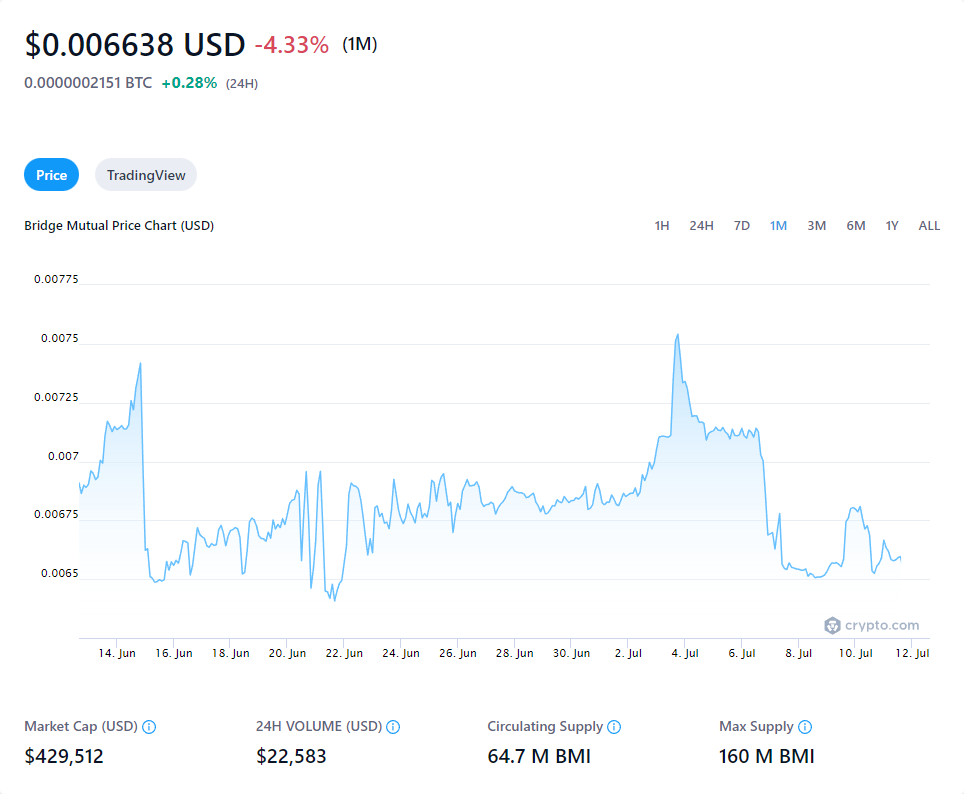 $0.006638 USD -4.33% (1M)
0.0000002151 BTC +0.28% (24H)
Price TradingView
Bridge Mutual Price Chart (USD) 1H 24H 7D 1M 3M 6M 1Y ALL
0.00775
0.0075
0.00725
0.007
0.00675
0.0065
crypto.com
14. Jun 16. Jun 18. Jun 20. Jun 22. Jun 24. Jun 26. Jun 28. Jun 30. Jun 2. Jul 4. Jul 6. Jul 8. Jul 10. Jul 12. Jul
Market Cap (USD) 24H VOLUME (USD) Circulating Supply Max Supply
$429,512 $22,583 64.7 M BMI 160 M BMI